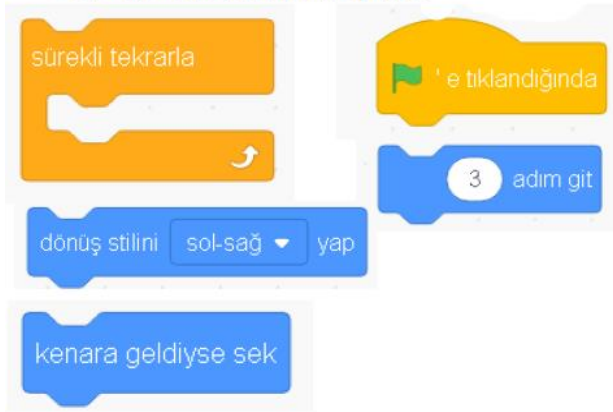 sürekli tekrarla
' e tıklandığında
3 adım git
dönüş stilini sol-sağ yap
kenara geldiyse sek